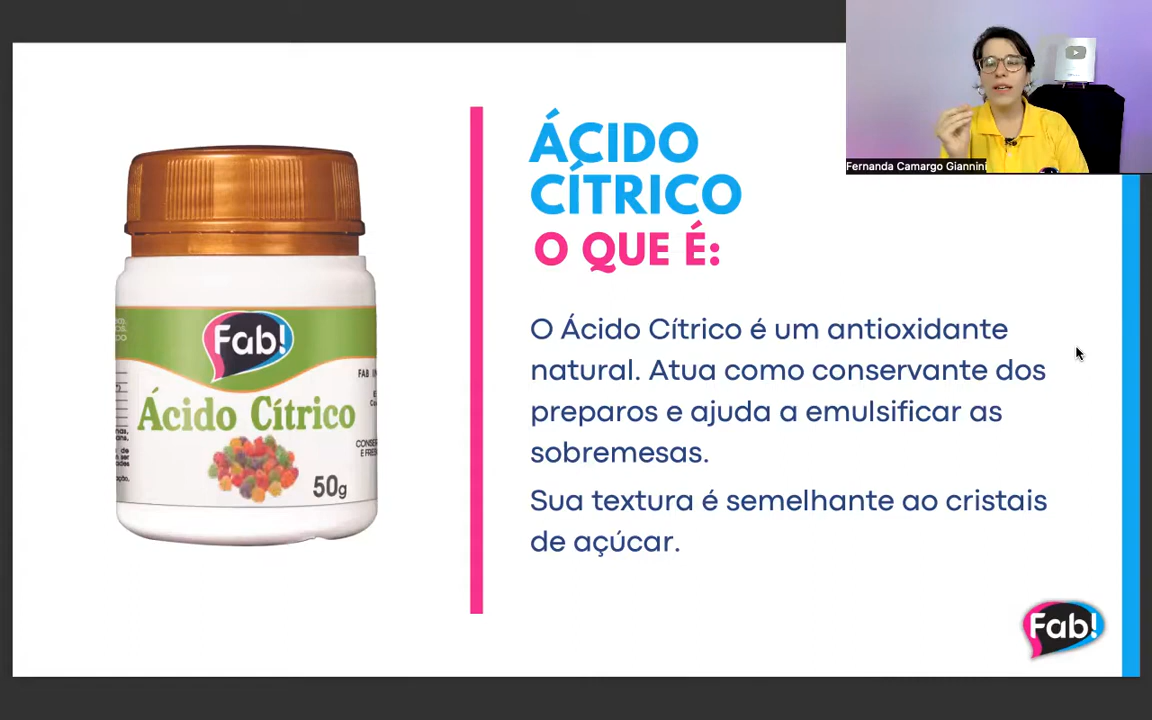 ÁCIDO
CÍTRICO
O QUE É:
O Ácido Cítrico é um antioxidante
natural. Atua como conservante dos
preparos e ajuda a emulsificar as
sobremesas.
Sua textura é semelhante ao cristais
de açúcar.
Fernanda Camargo Giannini
Fab!
FAB
Ácido Cítrico
50g
Fab!